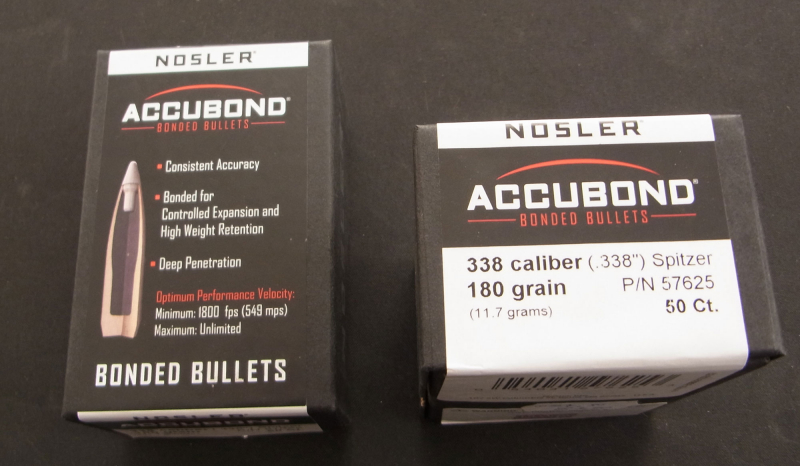 NOSLER®
ACCUBOND®
BONDED BULLETS
Consistent Accuracy
Bonded for
Controlled Expansion and
High Weight Retention
Deep Penetration
Optimum Performance Velocity:
Minimum: 1800 fps (549 mps)
Maximum: Unlimited
BONDED BULLETS
NOSLER
ACCUBOND
NOSLER®
ACCUBOND®
BONDED BULLETS
338 caliber (.338") Spitzer
180 grain P/N 57625
(11.7 grams) 50 Ct.